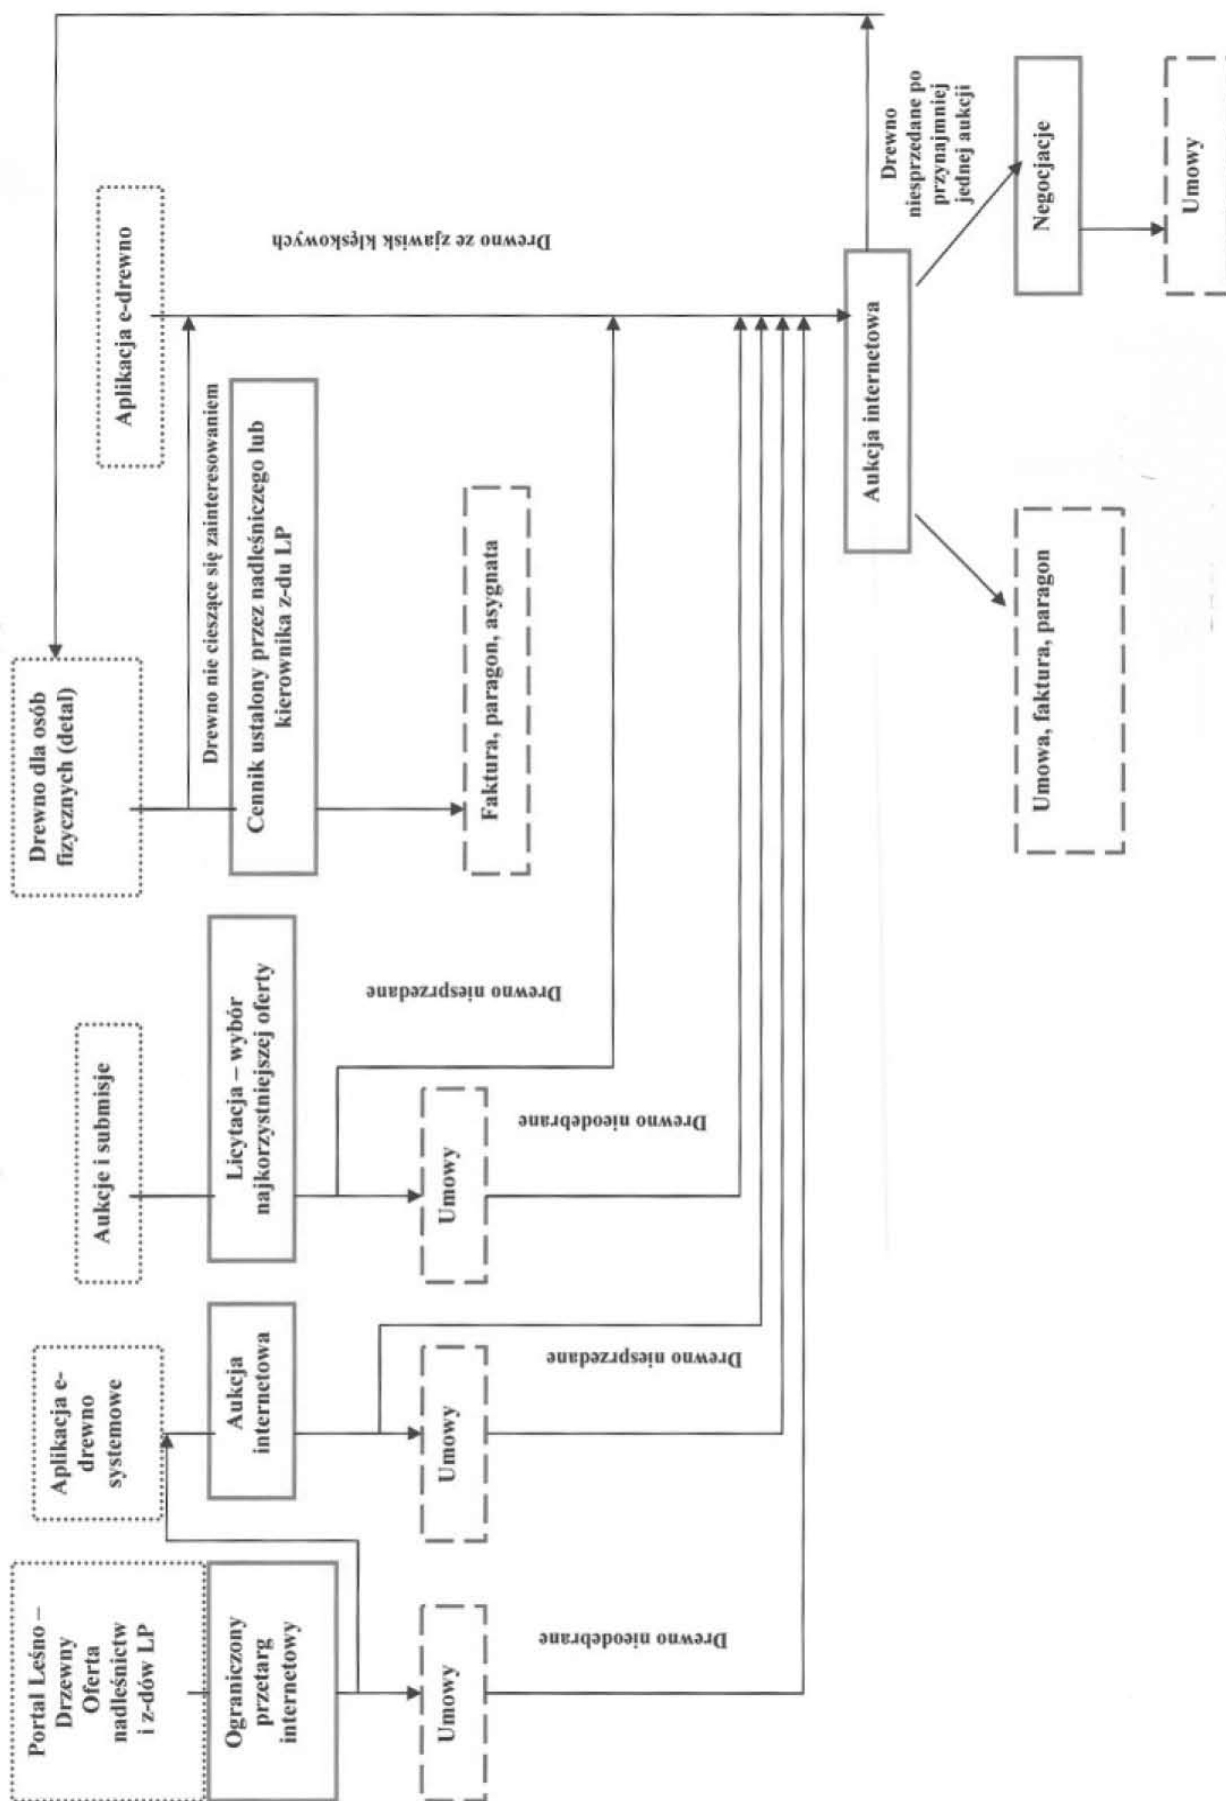 Portal Leśno –
Drzewny
Oferta
nadleśnictw
i z-dów LP
Aplikacja e-
drewno
systemowe
Aukcje i submisje
Drewno dla osób
fizycznych (detal)
Aplikacja e-drewno
Ograniczony
przetarg
internetowy
Aukcja
internetowa
Licytacja – wybór
najkorzystniejszej oferty
Drewno nie cieszące się zainteresowaniem
Cennik ustalony przez nadleśniczego lub
kierownika z-du LP
Drewno ze zjawisk klęskowych
Umowy
Umowy
Umowy
Drewno niesprzedane
Faktura, paragon, asygnata
Drewno nieodebrane
Drewno niesprzedane
Drewno nieodebrane
Aukcja internetowa
Drewno
niesprzedane po
przynajmniej
jednej aukcji
Umowa, faktura, paragon
Negocjacje
Umowy